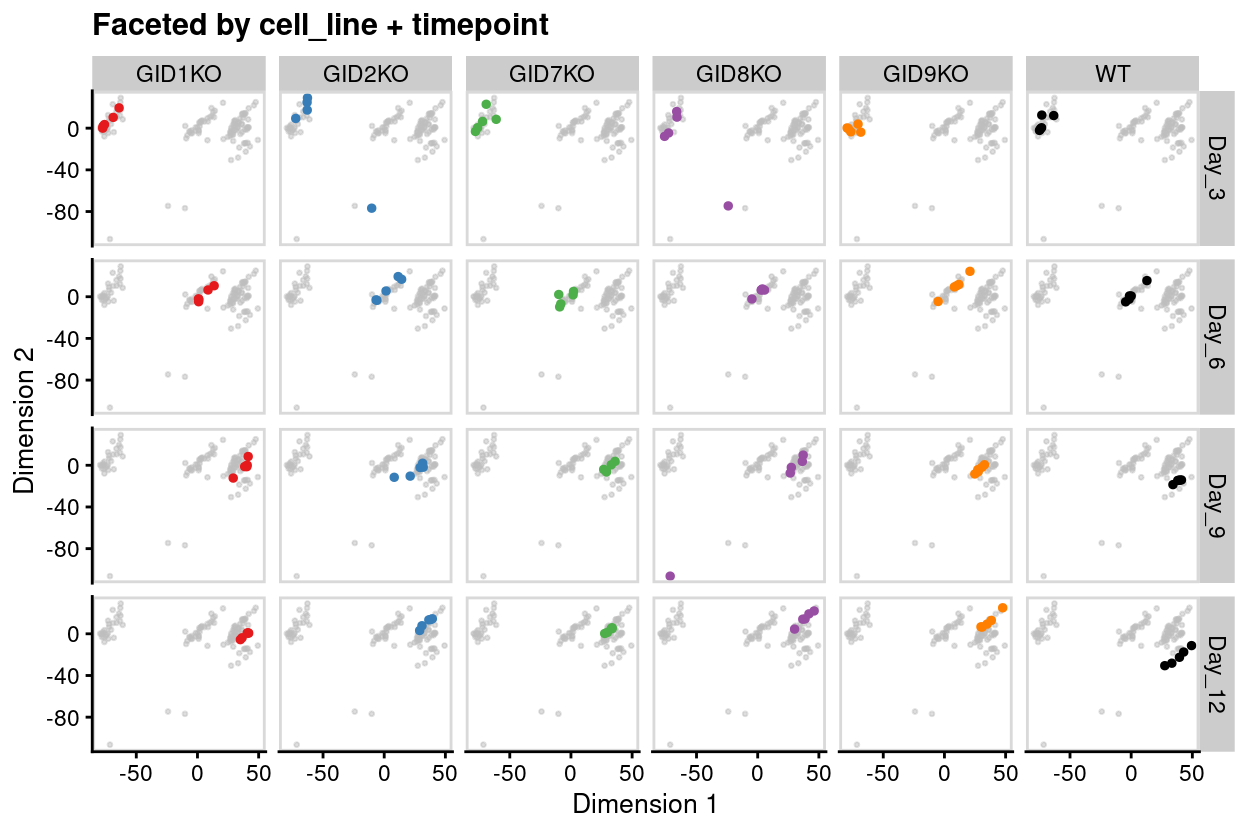 Faceted by cell_line + timepoint
GID1KO GID2KO GID7KO GID8KO GID9KO WT
0
-40
-80
Day_3
0
-40
-80
Day_6
0
-40
-80
Day_9
0
-40
-80
Day_12
Dimension 2
-50 0 50 -50 0 50 -50 0 50 -50 0 50 -50 0 50 -50 0 50
Dimension 1